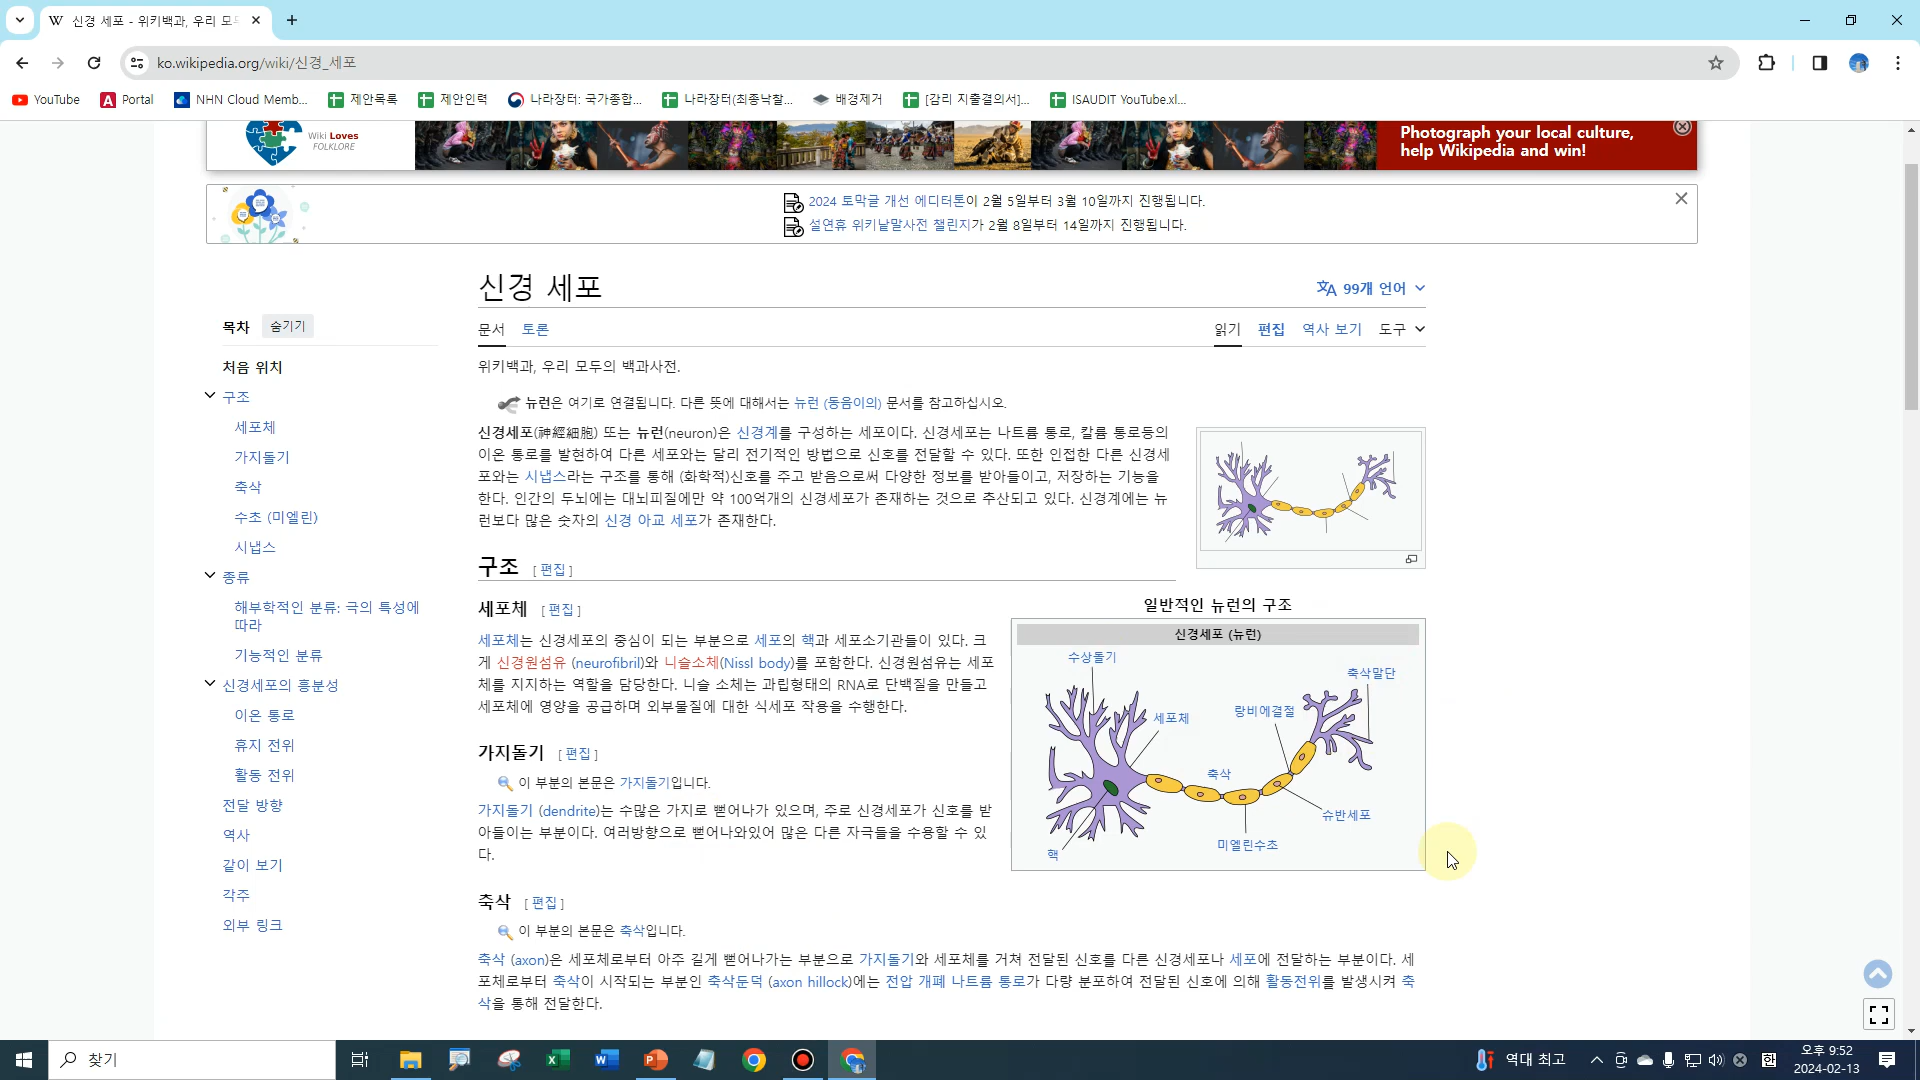 신경 세포 - 위키백과, 우리 모두
ko.wikipedia.org/wiki/신경_세포
YouTube
Portal
NHN Cloud Memb...
제안목록
제안인력
나라장터: 국가종합...
나라장터(최종낙찰...
배경제거
[감리 지출결의서]...
ISAUDIT YouTube.xl...
Wiki Loves
FOLKLORE
Photograph your local culture,
help Wikipedia and win!
2024 토막글 개선 에디터톤이 2월 5일부터 3월 10일까지 진행됩니다.
설연휴 위키낱말사전 챌린지가 2월 8일부터 14일까지 진행됩니다.
신경 세포
99개 언어
문서 토론
읽기 편집 역사 보기 도구
목차 숨기기
처음 위치
구조
세포체
가지돌기
축삭
수초 (미엘린)
시냅스
종류
해부학적인 분류: 극의 특성에
따라
기능적인 분류
신경세포의 흥분성
이온 통로
휴지 전위
활동 전위
전달 방향
역사
같이 보기
각주
외부 링크
위키백과, 우리 모두의 백과사전.
뉴런은 여기로 연결됩니다. 다른 뜻에 대해서는 뉴런 (동음이의) 문서를 참고하십시오.
신경세포(神經細胞) 또는 뉴런(neuron)은 신경계를 구성하는 세포이다. 신경세포는 나트륨 통로, 칼륨 통로등의
이온 통로를 발현하여 다른 세포와는 달리 전기적인 방법으로 신호를 전달할 수 있다. 또한 인접한 다른 신경세
포와는 시냅스라는 구조를 통해 (화학적)신호를 주고 받음으로써 다양한 정보를 받아들이고, 저장하는 기능을
한다. 인간의 두뇌에는 대뇌피질에만 약 100억개의 신경세포가 존재하는 것으로 추산되고 있다. 신경계에는 뉴
런보다 많은 숫자의 신경 아교 세포가 존재한다.
구조 [편집]
세포체 [편집]
세포체는 신경세포의 중심이 되는 부분으로 세포의 핵과 세포소기관들이 있다. 크
게 신경원섬유 (neurofibril)와 니슬소체(Nissl body)를 포함한다. 신경원섬유는 세포
체를 지지하는 역할을 담당한다. 니슬 소체는 과립형태의 RNA로 단백질을 만들고
세포체에 영양을 공급하며 외부물질에 대한 식세포 작용을 수행한다.
가지돌기 [편집]
이 부분의 본문은 가지돌기입니다.
가지돌기 (dendrite)는 수많은 가지로 뻗어나가 있으며, 주로 신경세포가 신호를 받
아들이는 부분이다. 여러방향으로 뻗어나와있어 많은 다른 자극들을 수용할 수 있
다.
일반적인 뉴런의 구조
신경세포 (뉴런)
수상돌기
축삭말단
랑비에결절
세포체
축삭
슈반세포
미엘린수초
핵
축삭 [편집]
이 부분의 본문은 축삭입니다.
축삭 (axon)은 세포체로부터 아주 길게 뻗어나가는 부분으로 가지돌기와 세포체를 거쳐 전달된 신호를 다른 신경세포나 세포에 전달하는 부분이다. 세
포체로부터 축삭이 시작되는 부분인 축삭둔덕 (axon hillock)에는 전압 개폐 나트륨 통로가 다량 분포하여 전달된 신호에 의해 활동전위를 발생시켜 축
삭을 통해 전달한다.
찾기
역대 최고
한
오후 9:52
2024-02-13